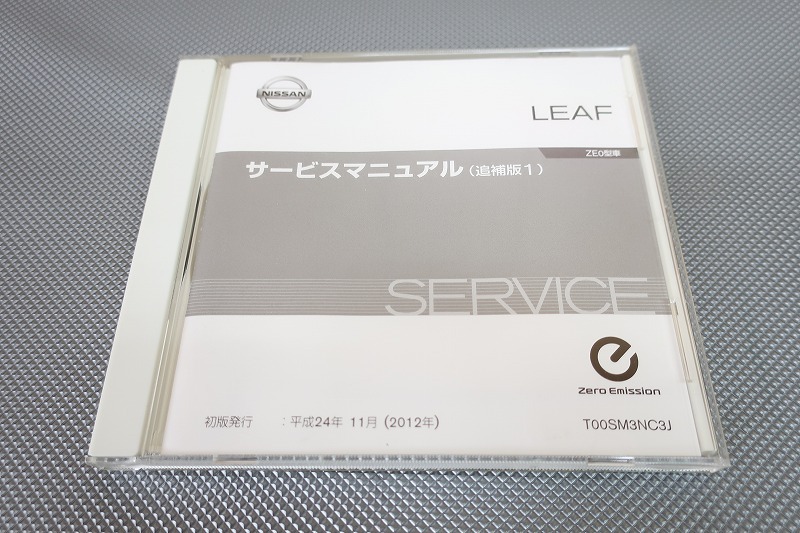 NISSAN
LEAF
ZE0型車
サービスマニュアル(追補版1)
SERVICE
Zero Emission
初版発行 :平成24年 11月 (2012年)
T00SM3NC3J